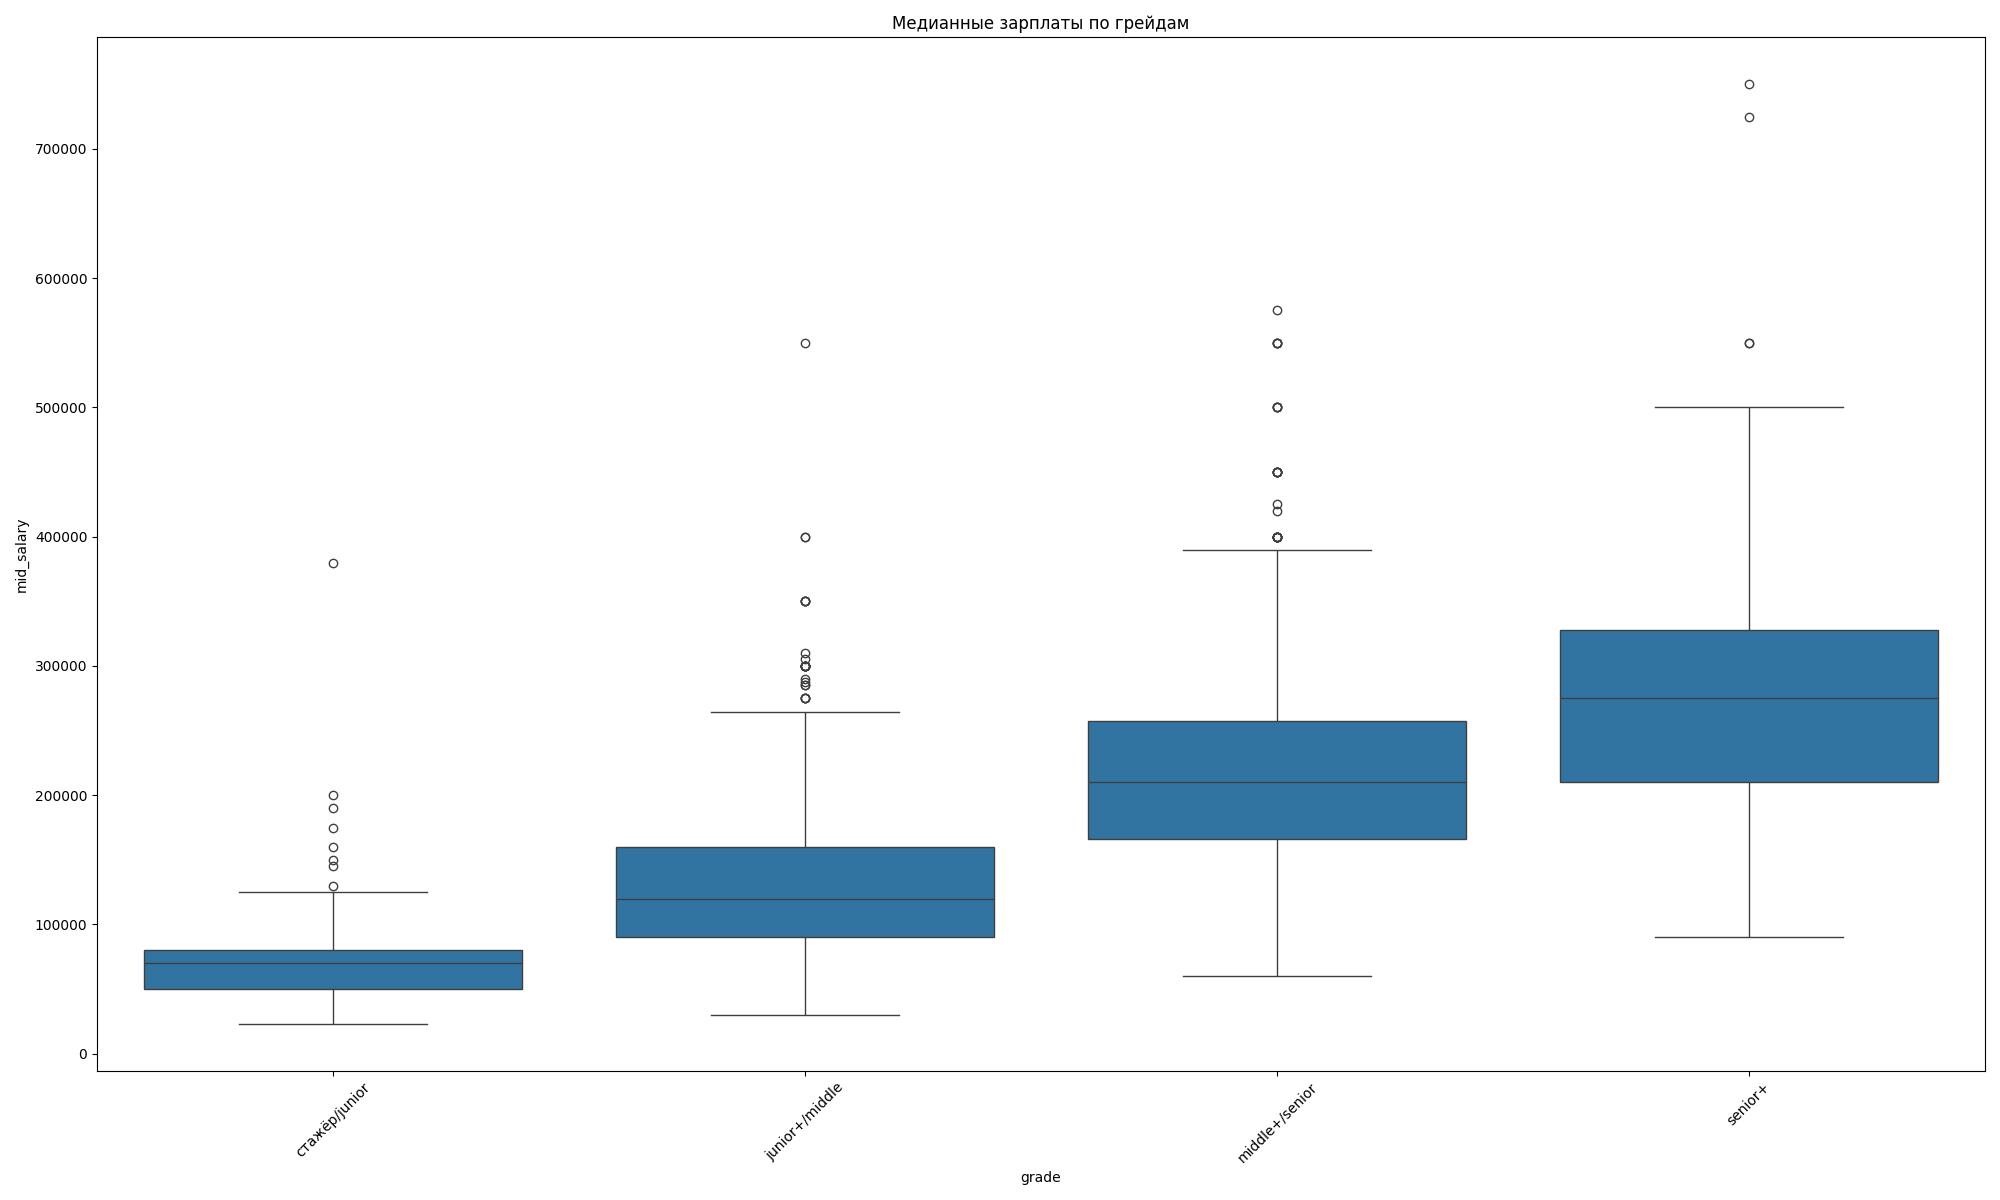 Медианные зарплаты по грейдам
mid_salary
700000
600000
500000
400000
300000
200000
100000
0
стажёр/junior
junior+/middle
middle+/senior
senior+
grade